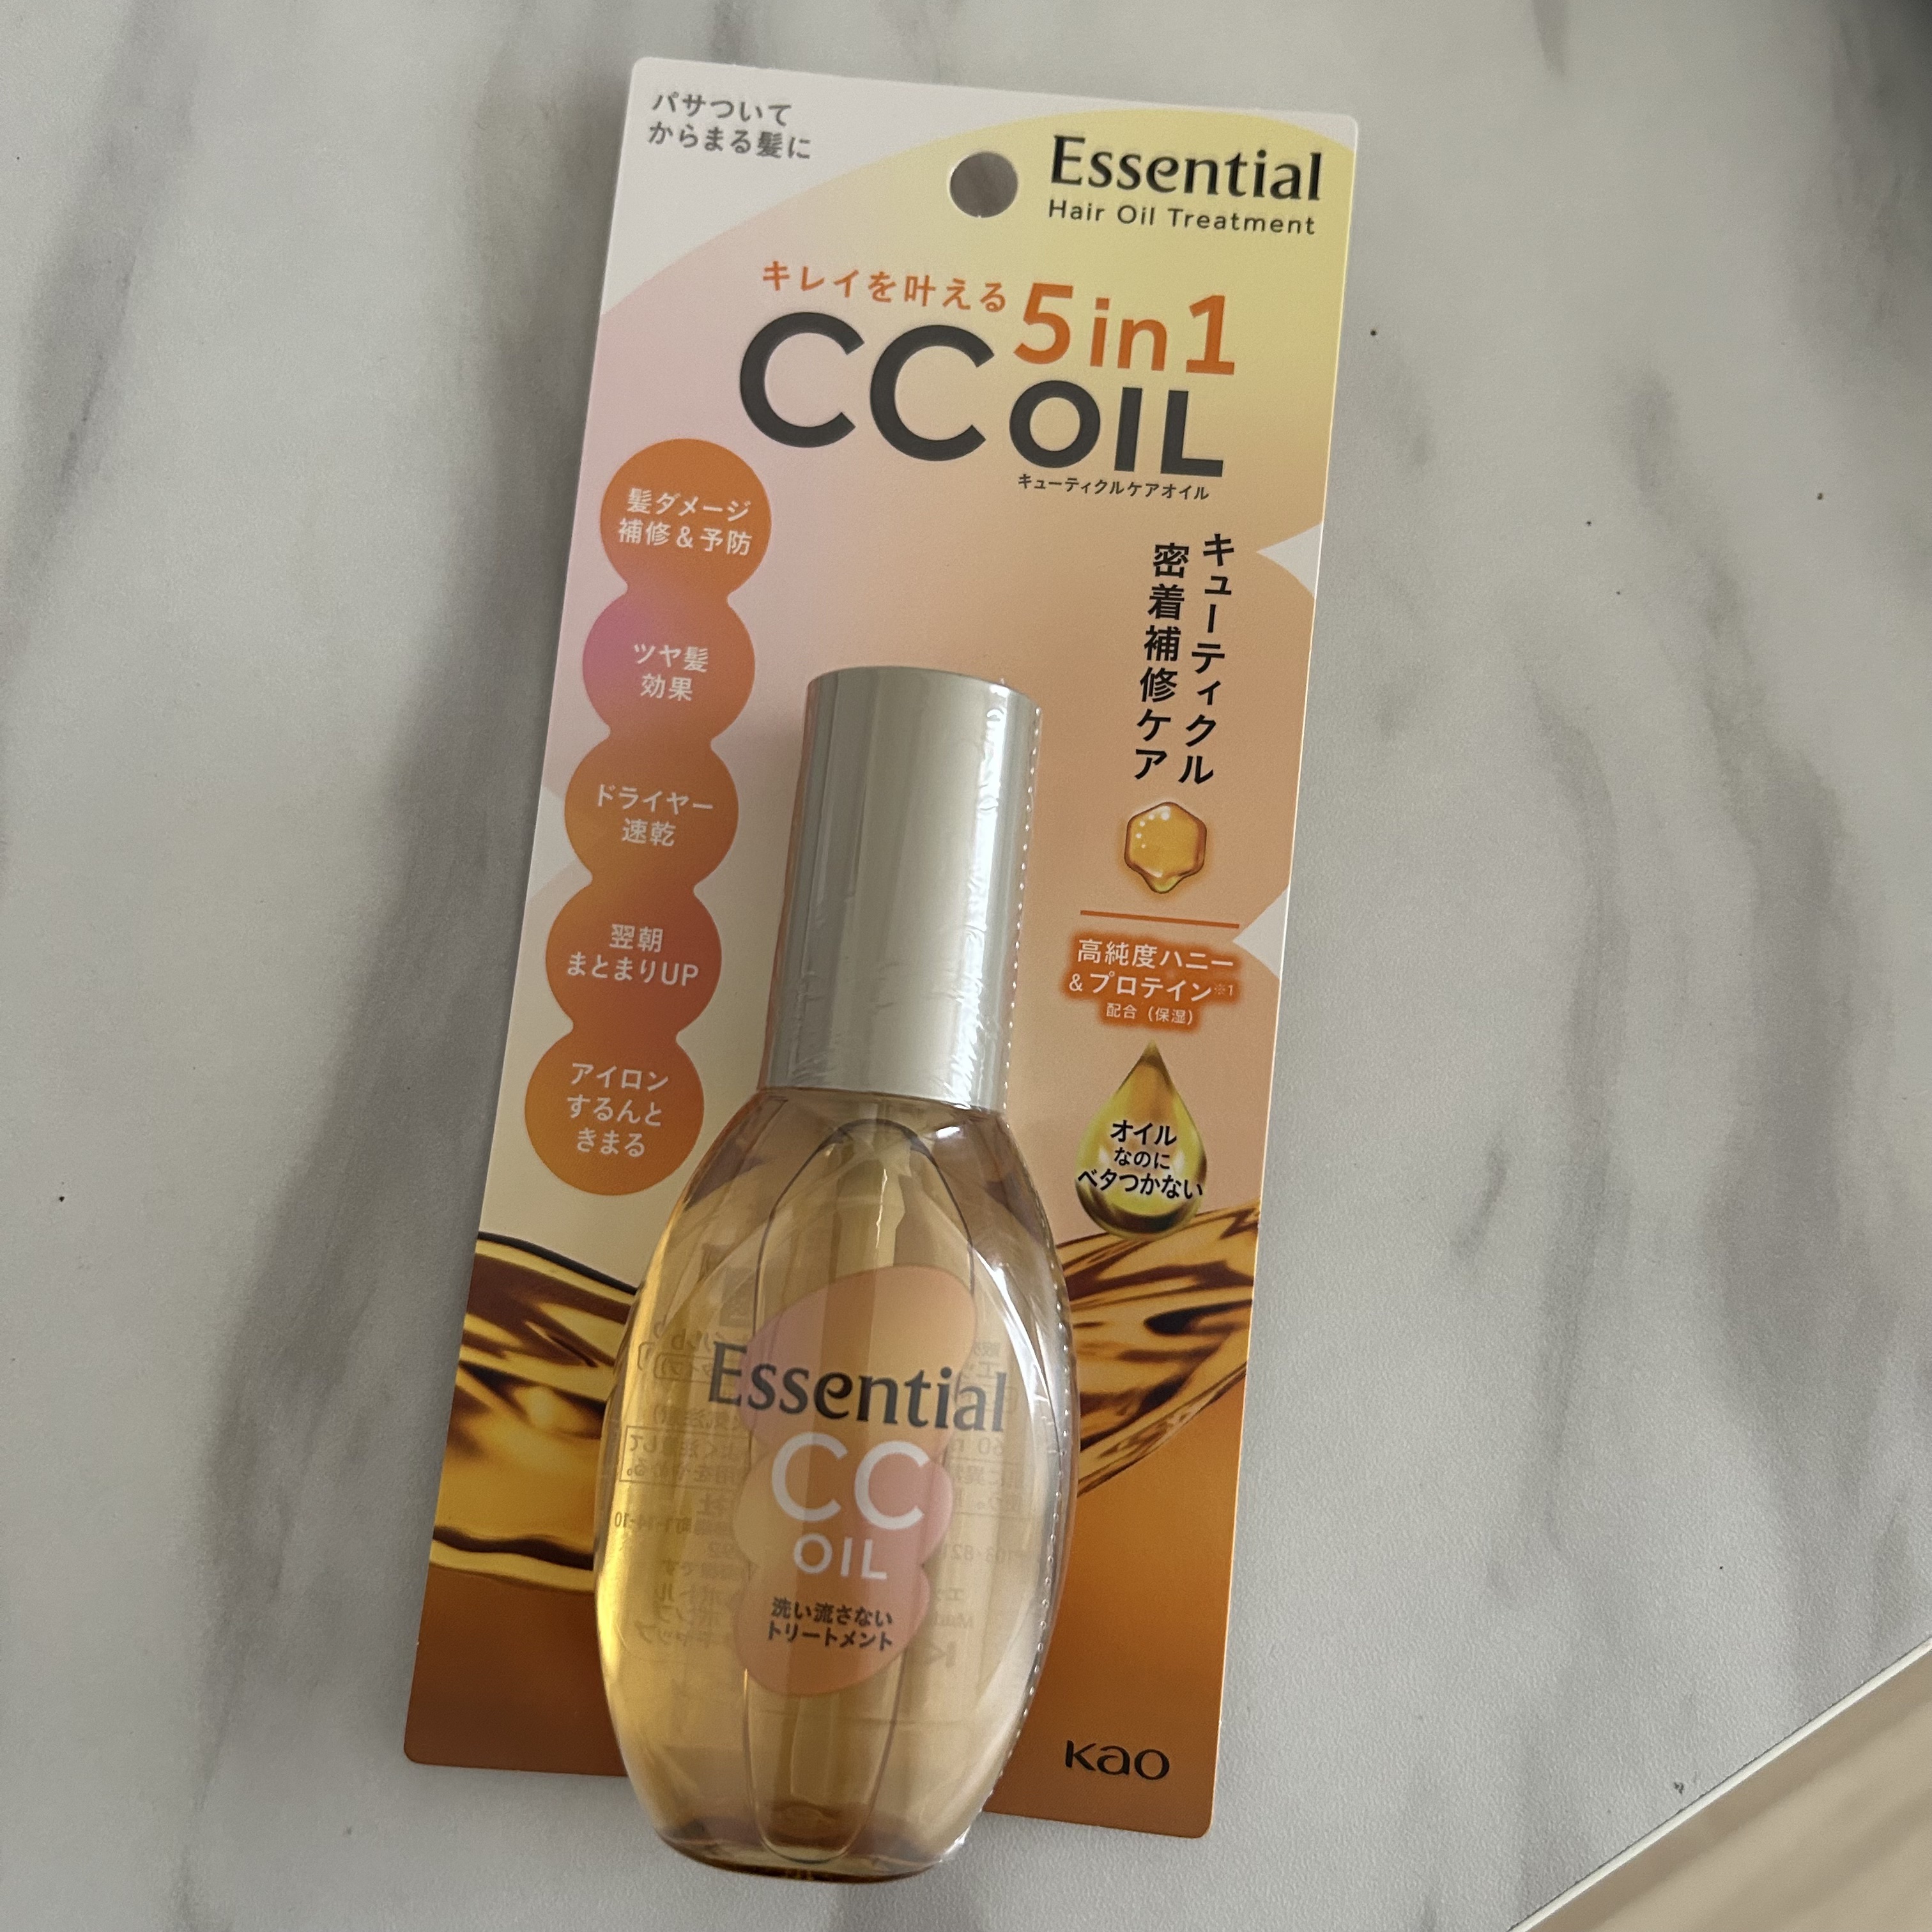 パサついて
からまる髪に
Essential
Hair Oil Treatment
キレイを叶える
5in1
CC OIL
キューティクルケアオイル
髪ダメージ
補修＆予防
ツヤ髪
効果
ドライヤー
速乾
翌朝
まとまりUP
アイロン
するんと
きまる
キューティクル
密着補修ケア
高純度ハニー
＆プロテイン※1
配合（保湿）
オイル
なのに
ベタつかない
Essential
CC
OIL
洗い流さない
トリートメント
Kao